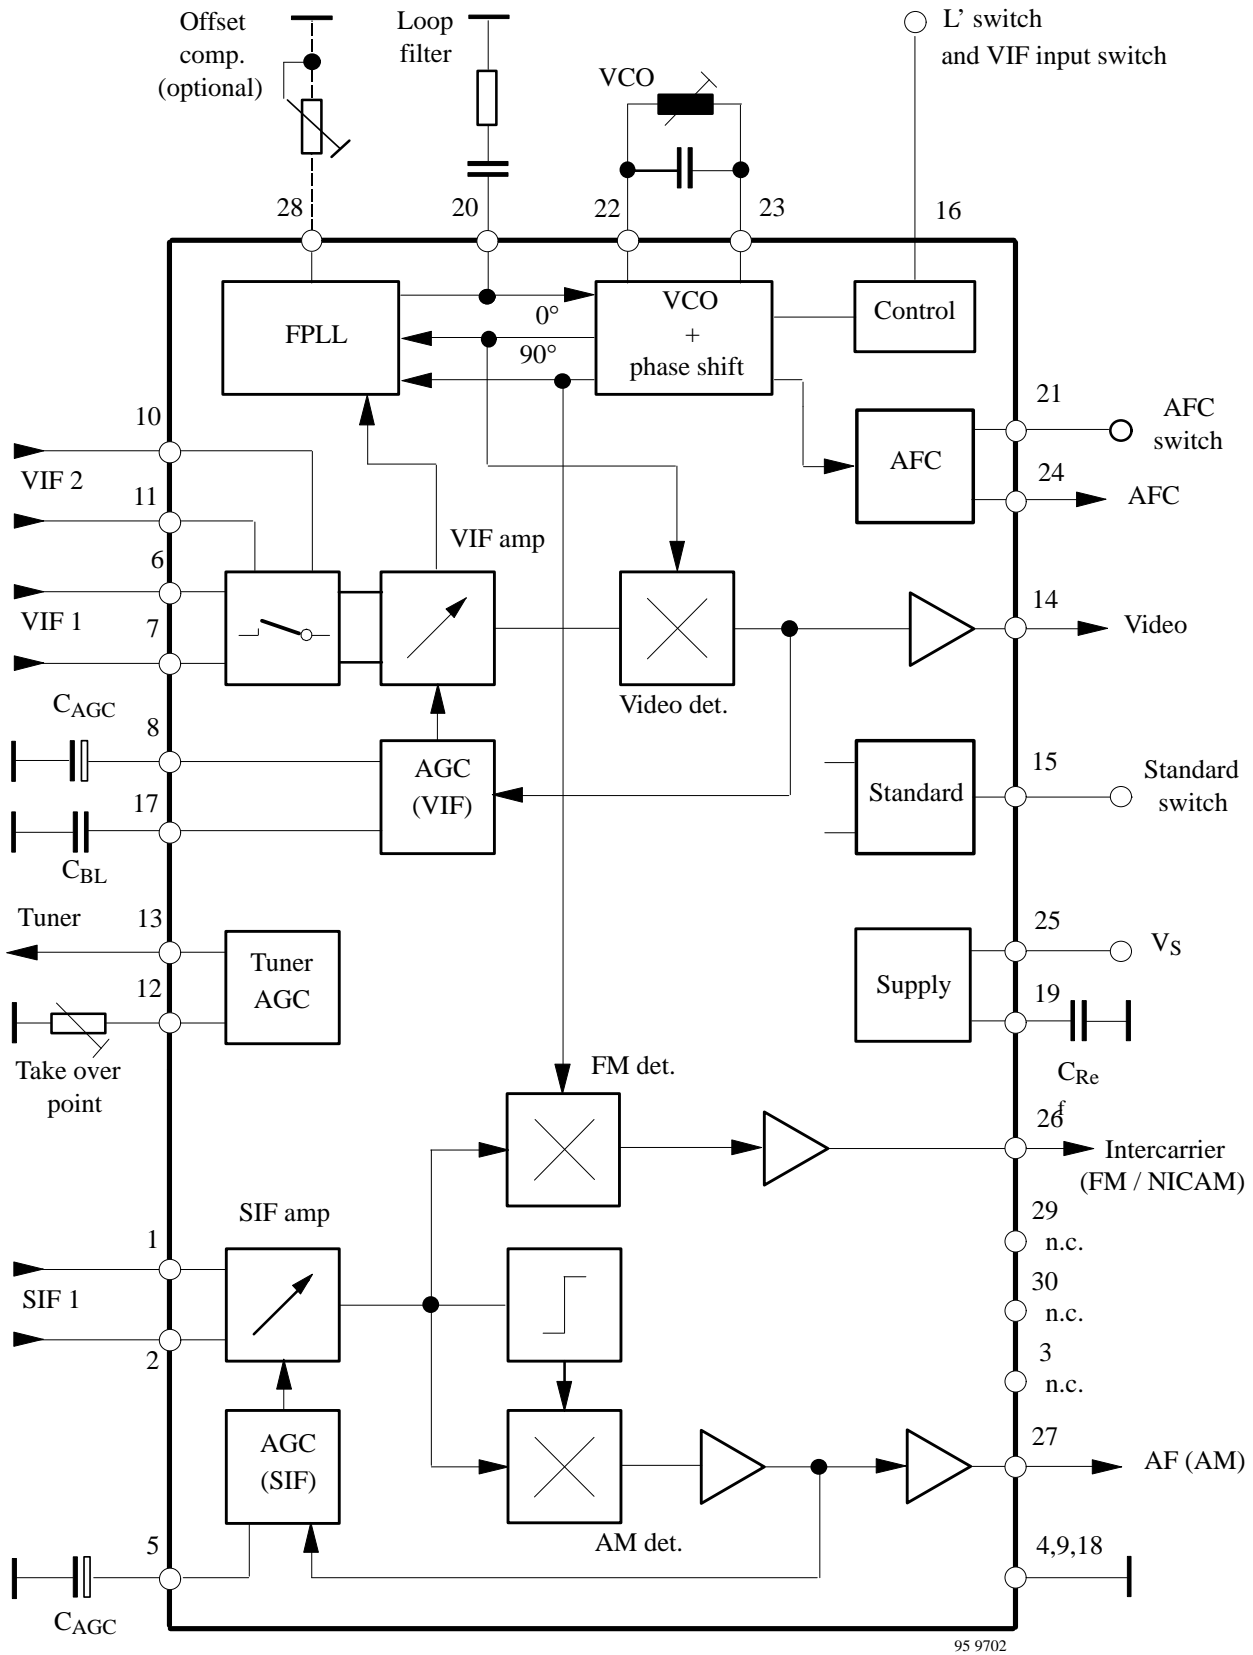 Offset
comp.
(optional)
Loop
filter
VCO
L’ switch
and VIF input switch
28
20
22
23
16
FPLL
0°
90°
VCO
+
phase shift
Control
10
VIF 2
11
6
VIF 1
7
VIF amp
AFC
21
AFC
switch
24
AFC
14
Video
Video det.
CAGC
8
17
CBL
AGC
(VIF)
Standard
15
Standard
switch
Tuner
13
12
Take over
point
Tuner
AGC
Supply
25
VS
19
CRe
f
FM det.
26
Intercarrier
(FM / NICAM)
29
n.c.
30
n.c.
3
n.c.
SIF amp
1
SIF 1
2
AGC
(SIF)
AM det.
27
AF (AM)
5
CAGC
4,9,18
95 9702